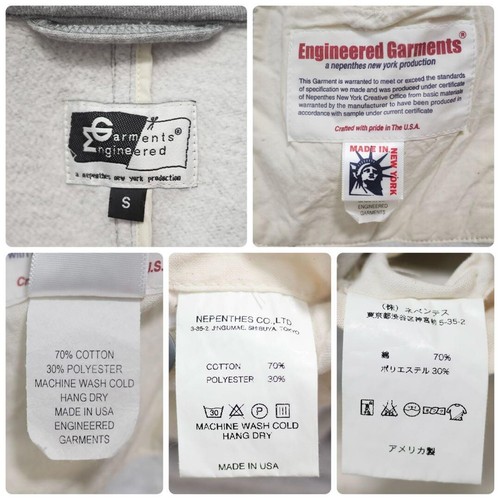 Garments®
Engineered
a nepenthes new york production
S
Engineered Garments®
a nepenthes new york production
This Garment is warranted to meet or exceed the standards
of specification we made and was produced under certificate
of Nepenthes New York Creative Office from basic materials
warranted by the manufacturer to have been produced in
accordance with sample under current certificate
Crafted with pride in The U.S.A.
MADE IN
NEW YORK
ENGINEERED
GARMENTS
70% COTTON
30% POLYESTER
MACHINE WASH COLD
HANG DRY
MADE IN USA
ENGINEERED
GARMENTS
NEPENTHES CO.,LTD
3-35-2 JINGUMAE, SHIBUYA, TOKYO
COTTON 70%
POLYESTER 30%
30 P
MACHINE WASH COLD
HANG DRY
MADE IN USA
(株) ネペンテス
東京都渋谷区神宮前5-35-2
綿 70%
ポリエステル 30%
アメリカ製